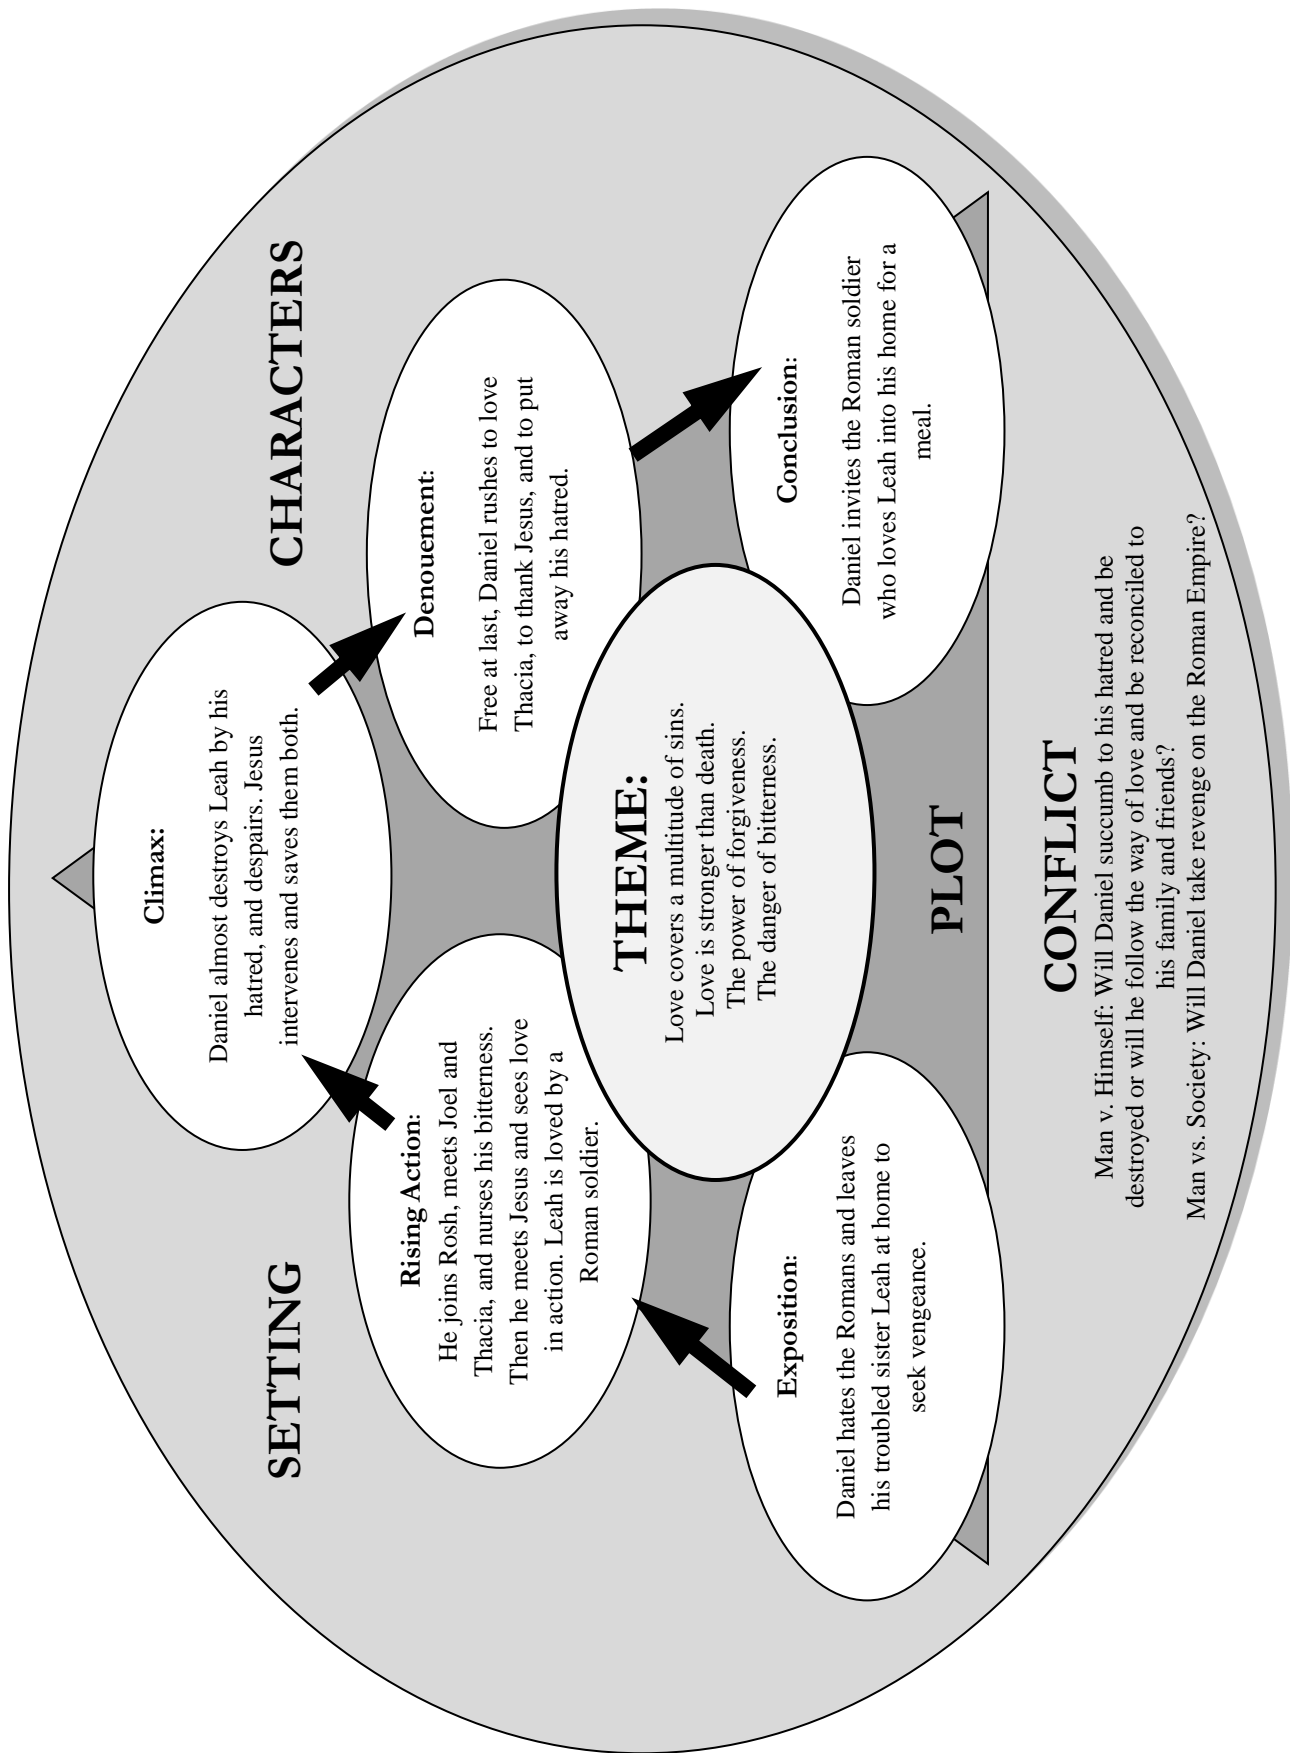 SETTING
CHARACTERS
Climax:
Daniel almost destroys Leah by his
hatred, and despairs. Jesus
intervenes and saves them both.
Rising Action:
He joins Rosh, meets Joel and
Thacia, and nurses his bitterness.
Then he meets Jesus and sees love
in action. Leah is loved by a
Roman soldier.
Denouement:
Free at last, Daniel rushes to love
Thacia, to thank Jesus, and to put
away his hatred.
THEME:
Love covers a multitude of sins.
Love is stronger than death.
The power of forgiveness.
The danger of bitterness.
Exposition:
Daniel hates the Romans and leaves
his troubled sister Leah at home to
seek vengeance.
Conclusion:
Daniel invites the Roman soldier
who loves Leah into his home for a
meal.
PLOT
CONFLICT
Man v. Himself: Will Daniel succumb to his hatred and be
destroyed or will he follow the way of love and be reconciled to
his family and friends?
Man vs. Society: Will Daniel take revenge on the Roman Empire?